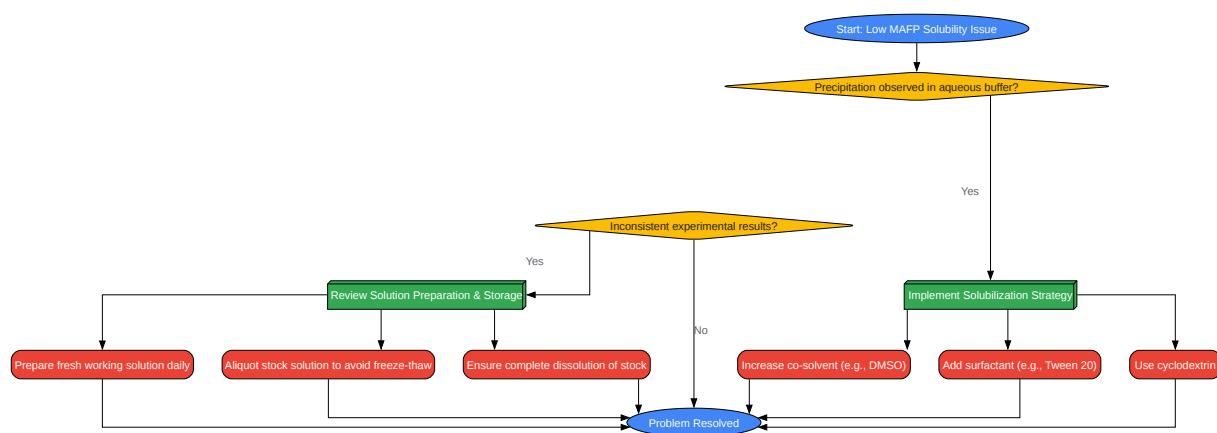 Start: Low MAFP Solubility Issue
Precipitation observed in aqueous buffer?
Yes
Inconsistent experimental results?
Yes
Review Solution Preparation & Storage
Implement Solubilization Strategy
No
Prepare fresh working solution daily
Aliquot stock solution to avoid freeze-thaw
Ensure complete dissolution of stock
Increase co-solvent (e.g., DMSO)
Add surfactant (e.g., Tween 20)
Use cyclodextrin
Problem Resolved